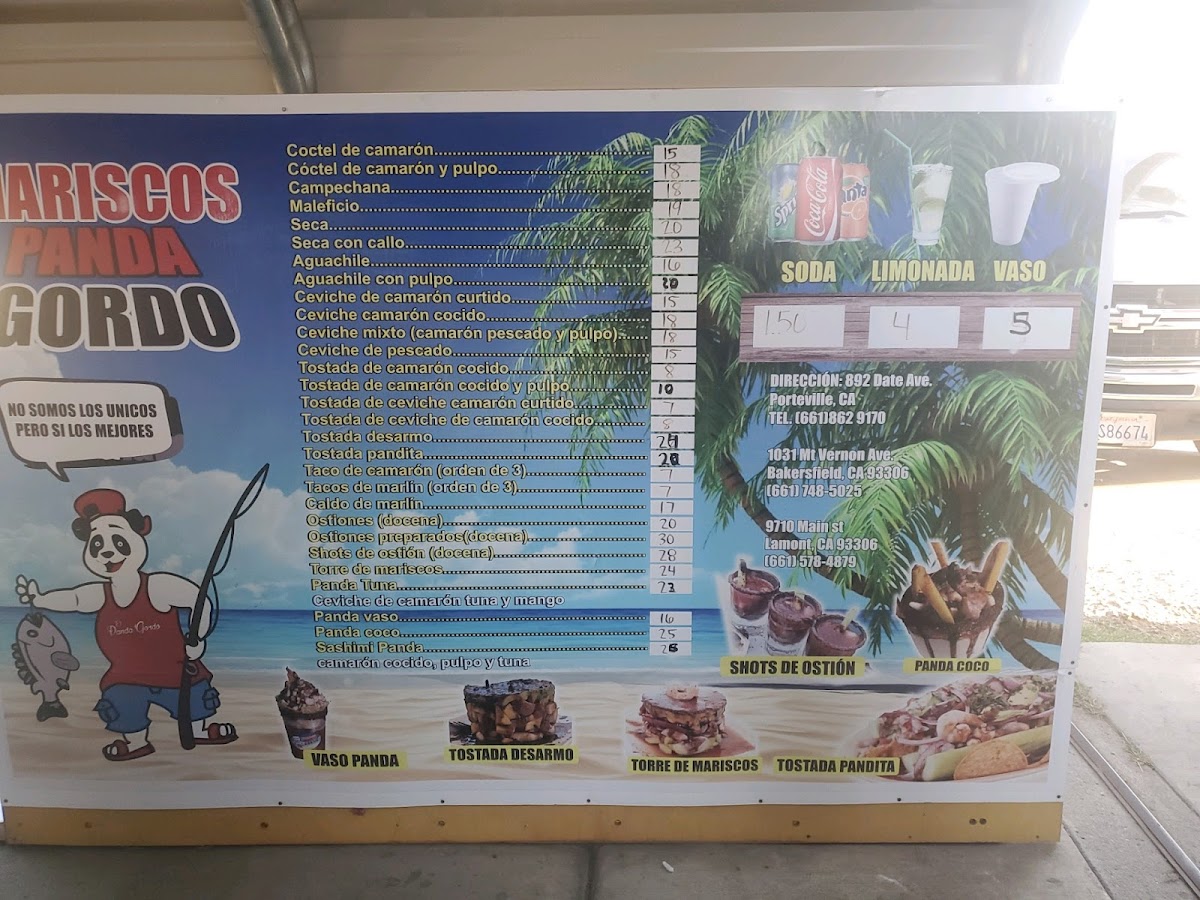 MARISCOS
PANDA
GORDO
NO SOMOS LOS UNICOS
PERO SI LOS MEJORES
Panda Gordo
Coctel de camarón 15
Cóctel de camarón y pulpo 18
Campechana 18
Maleficio 19
Seca 20
Seca con callo 23
Aguachile 16
Aguachile con pulpo 20
Ceviche de camarón curtido 15
Ceviche camarón cocido 18
Ceviche mixto (camarón pescado y pulpo) 18
Ceviche de pescado 15
Tostada de camarón cocido 8
Tostada de camarón cocido y pulpo 10
Tostada de ceviche camarón curtido 7
Tostada de ceviche de camarón cocido 8
Tostada desarmo
Tostada pandita
Taco de camarón (orden de 3) 7
Tacos de marlin (orden de 3) 7
Caldo de marlin 17
Ostiones (docena) 20
Ostiones preparados(docena) 30
Shots de ostión (docena) 28
Torre de mariscos 24
Panda Tuna
Ceviche de camarón tuna y mango
Panda vaso 16
Panda coco 25
Sashimi Panda
camarón cocido, pulpo y tuna
Sprite
Coca-Cola
Fanta
SODA LIMONADA VASO
1.50 4 5
DIRECCIÓN: 892 Date Ave.
Porteville, CA
TEL. (661)862 9170
1031 Mt Vernon Ave.
Bakersfield, CA 93306
(661) 748-5025
9710 Main st
Lamont, CA 93306
(661) 578-4879
SHOTS DE OSTIÓN
PANDA COCO
VASO PANDA
TOSTADA DESARMO
TORRE DE MARISCOS
TOSTADA PANDITA
S86674